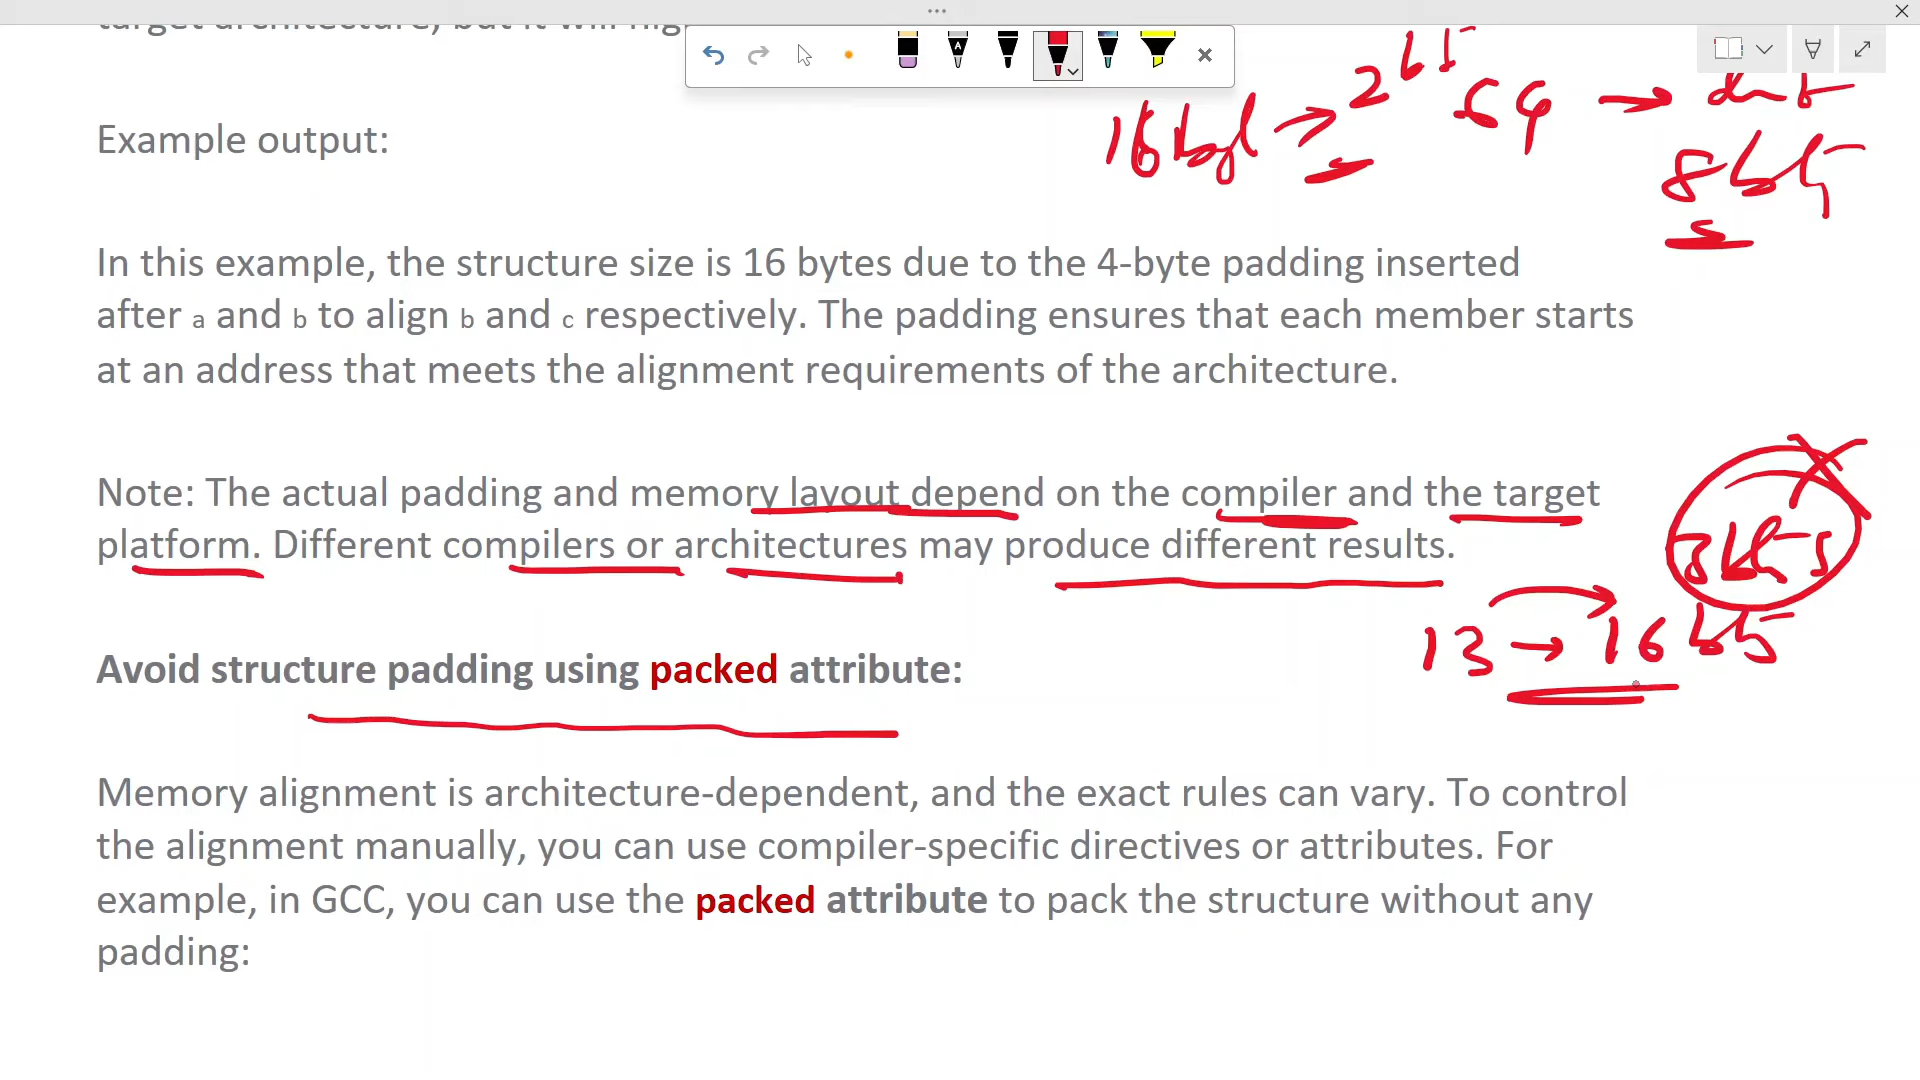 Example output:
16 byt → 2 bit 64 →
8 byt
In this example, the structure size is 16 bytes due to the 4-byte padding inserted
after a and b to align b and c respectively. The padding ensures that each member starts
at an address that meets the alignment requirements of the architecture.
Note: The actual padding and memory layout depend on the compiler and the target
platform. Different compilers or architectures may produce different results.
13 → 16
Avoid structure padding using packed attribute:
Memory alignment is architecture-dependent, and the exact rules can vary. To control
the alignment manually, you can use compiler-specific directives or attributes. For
example, in GCC, you can use the packed attribute to pack the structure without any
padding: